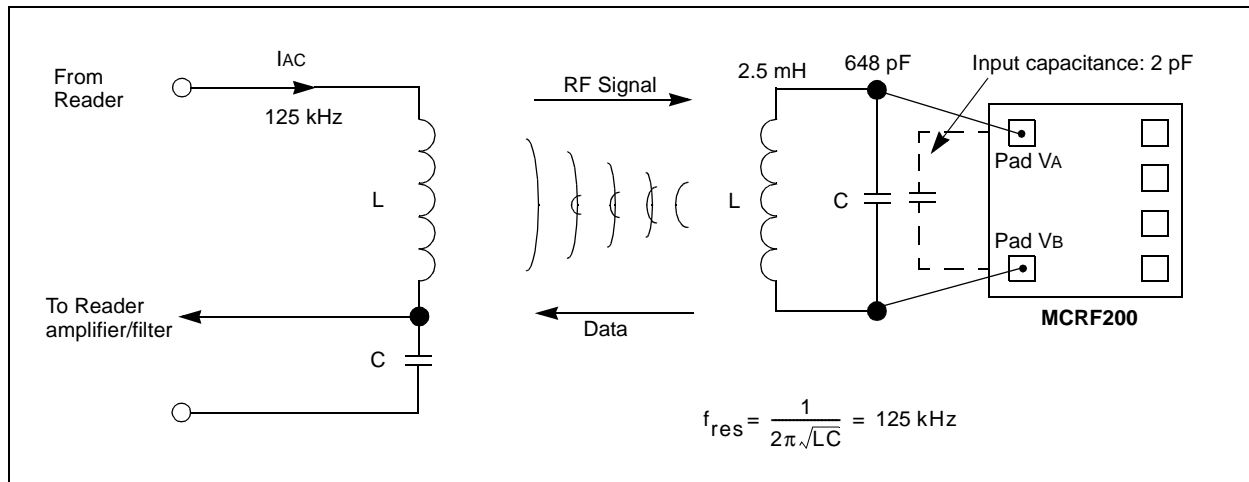 From
Reader
IAC
125 kHz
L
To Reader
amplifier/filter
C
RF Signal
Data
2.5 mH
648 pF
Input capacitance: 2 pF
L
C
Pad VA
Pad VB
MCRF200
f_res = 1 / 2π√LC = 125 kHz